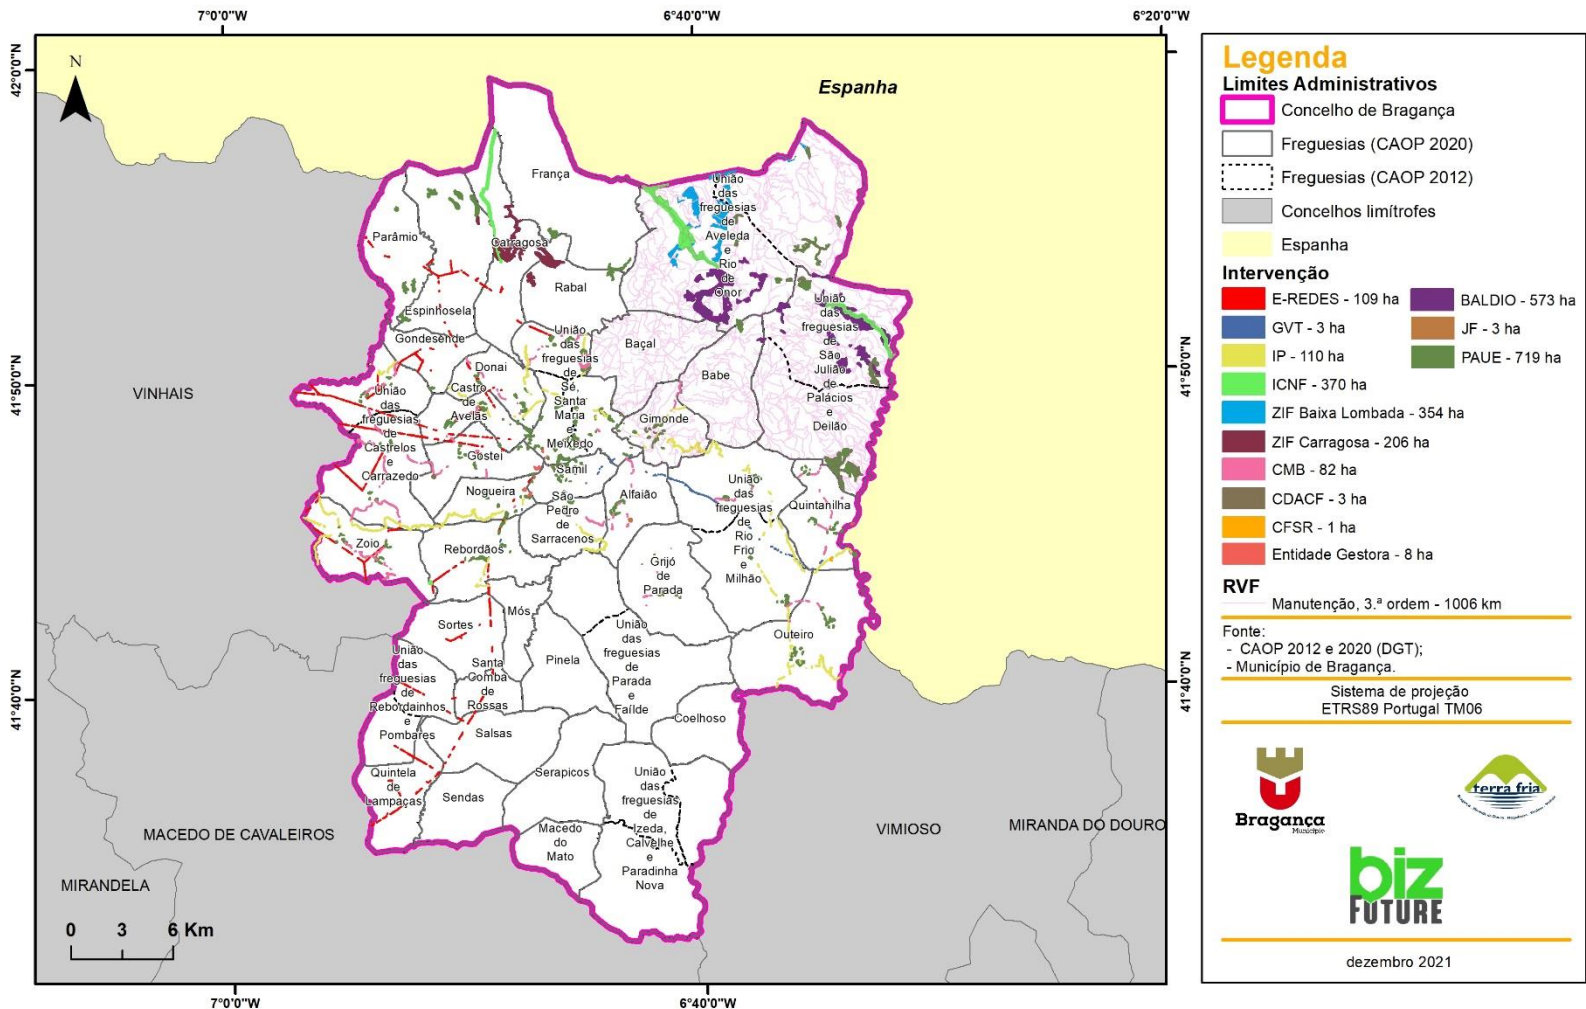 7°0'0"W
6°40'0"W
6°20'0"W
42°0'0"N
41°50'0"N
41°40'0"N
41°50'0"N
41°40'0"N
7°0'0"W
6°40'0"W
N
Espanha
VINHAIS
MACEDO DE CAVALEIROS
MIRANDELA
VIMIOSO
MIRANDA DO DOURO
0 3 6 Km
França
Parâmio
Carragosa
Rabal
Espinhosela
Gondesende
União
das
freguesias
de
Aveleda
e
Rio
de
Onor
União
das
freguesias
de
São
Julião
de
Palácios
e
Deilão
Baçal
Babe
Gimonde
Donai
Castro
de
Avelãs
União
das
freguesias
de
Sé,
Santa
Maria
e
Meixedo
União
das
freguesias
de
Castrelos
e
Carrazedo
Gostei
Samil
Nogueira
São
Pedro
de
Sarracenos
Alfaião
União
das
freguesias
de
Rio
Frio
e
Milhão
Quintanilha
Zoio
Rebordãos
Grijó
de
Parada
Mós
Sortes
Outeiro
União
das
freguesias
de
Rebordainhos
e
Pombares
Santa
Comba
de
Rossas
Pinela
União
das
freguesias
de
Parada
e
Faílde
Coelhoso
Salsas
Quintela
de
Lampaças
Sendas
Serapicos
Macedo
do
Mato
União
das
freguesias
de
Izeda,
Calvelhe
e
Paradinha
Nova
Legenda
Limites Administrativos
Concelho de Bragança
Freguesias (CAOP 2020)
Freguesias (CAOP 2012)
Concelhos limítrofes
Espanha
Intervenção
E-REDES - 109 ha
GVT - 3 ha
IP - 110 ha
ICNF - 370 ha
ZIF Baixa Lombada - 354 ha
ZIF Carragosa - 206 ha
CMB - 82 ha
CDACF - 3 ha
CFSR - 1 ha
Entidade Gestora - 8 ha
BALDIO - 573 ha
JF - 3 ha
PAUE - 719 ha
RVF
Manutenção, 3.ª ordem - 1006 km
Fonte:
- CAOP 2012 e 2020 (DGT);
- Município de Bragança.
Sistema de projeção
ETRS89 Portugal TM06
Bragança
Município
terra fria
biz
FUTURE
dezembro 2021